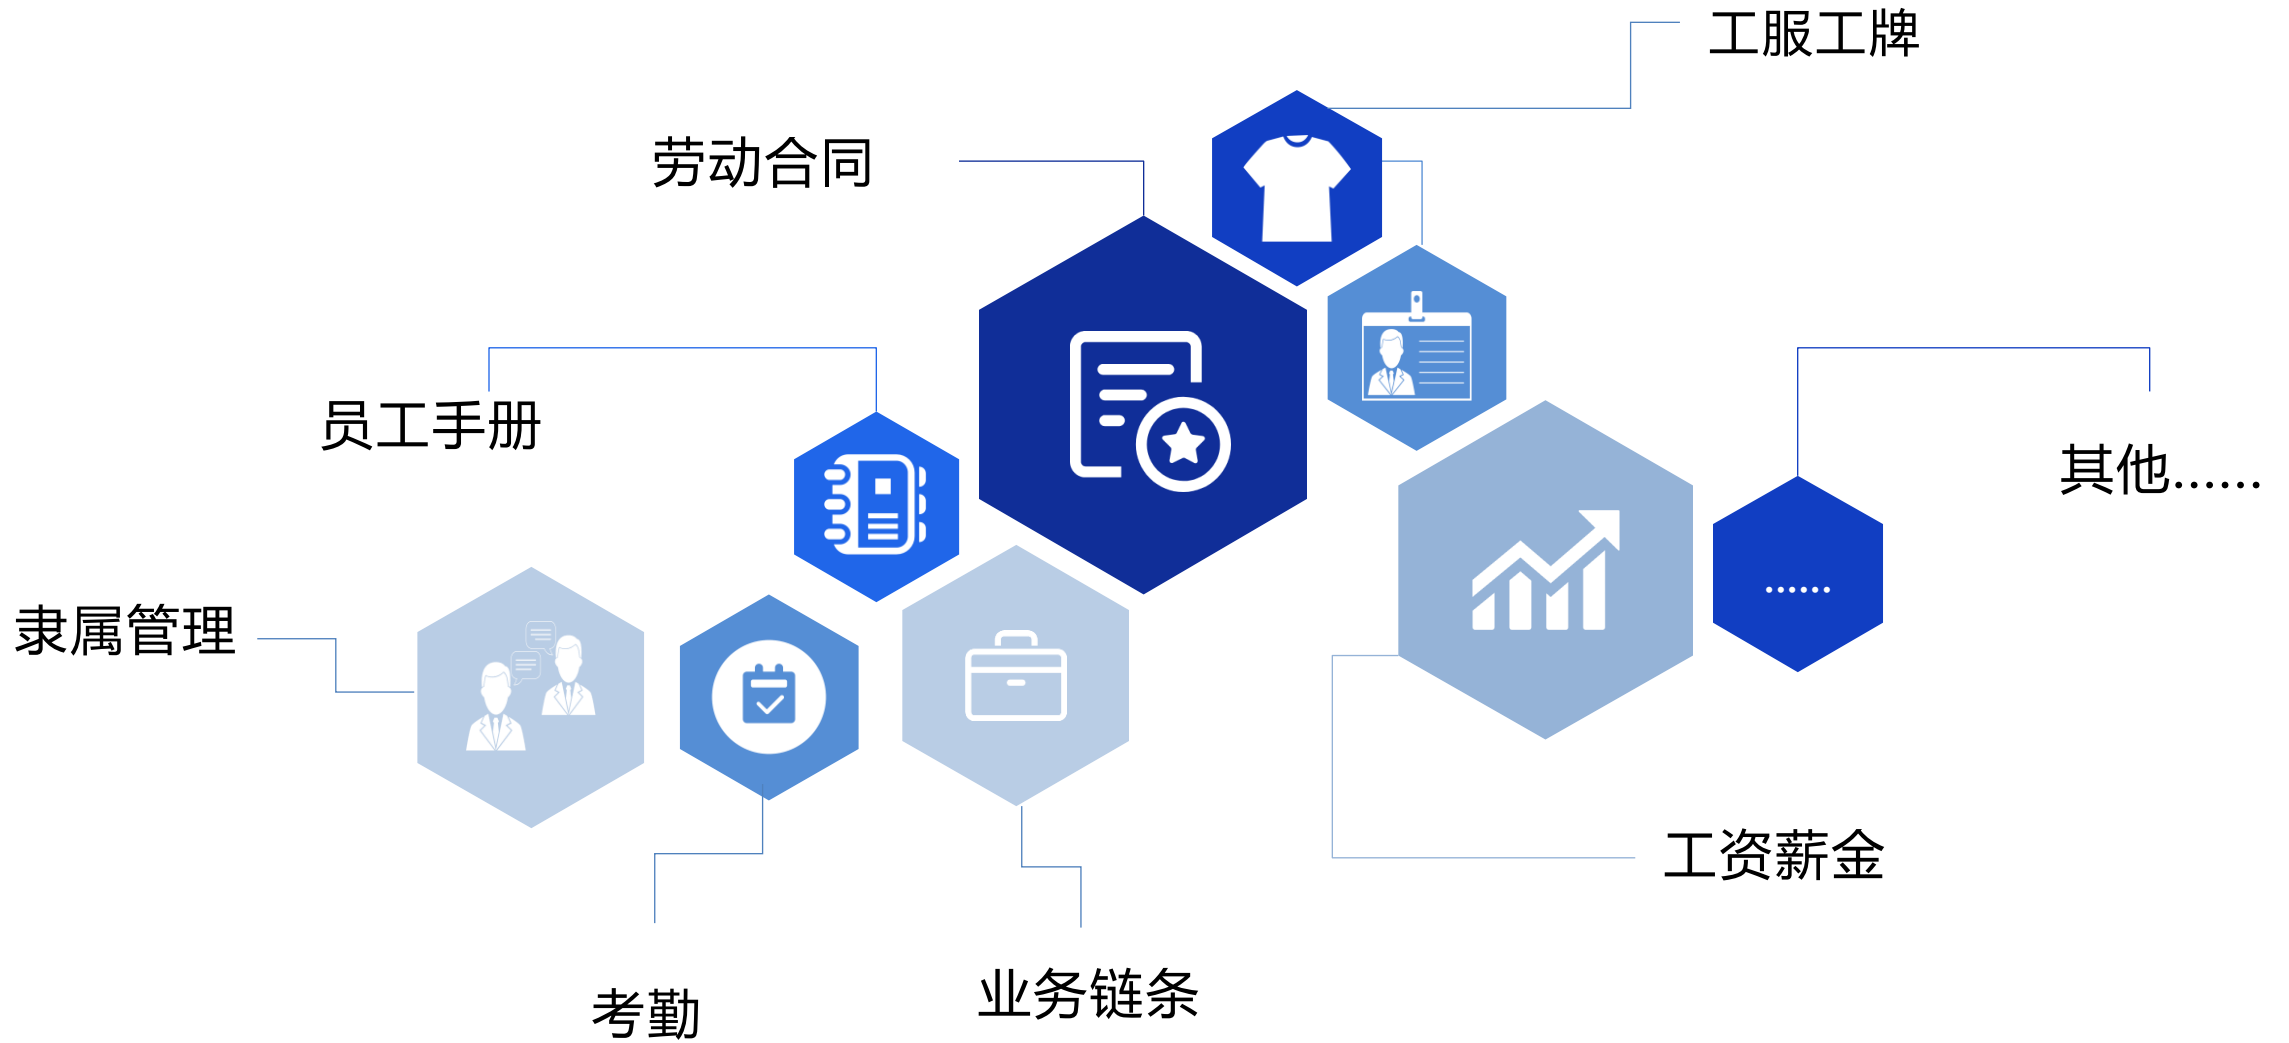 工服工牌
劳动合同
员工手册
其他......
......
隶属管理
工资薪金
业务链条
考勤